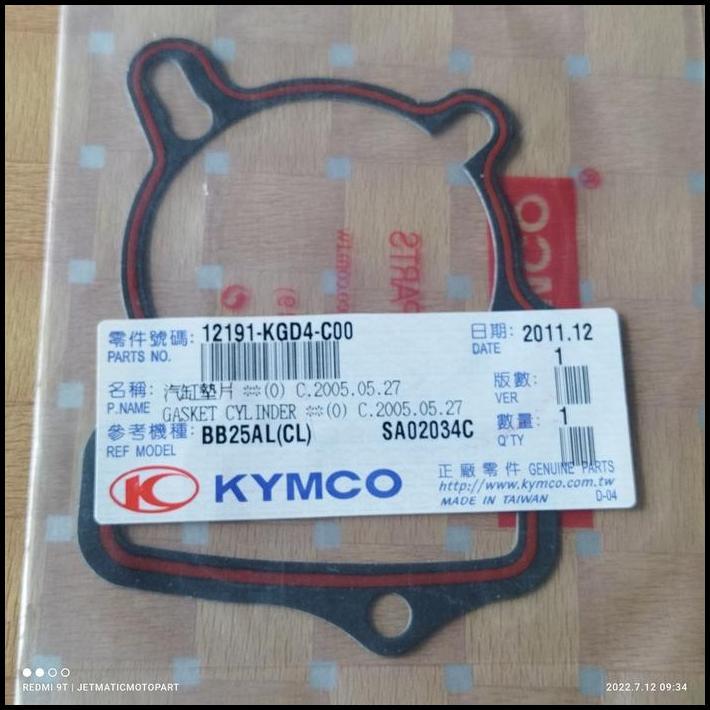 零件號碼: 12191-KGD4-C00 日期: 2011.12
PARTS NO. DATE
1
版數:
VER
名稱: 汽缸墊片 **(O) C.2005.05.27
P.NAME GASKET CYLINDER **(O) C.2005.05.27
數量: 1
Q'TY
參考機種: BB25AL(CL) SA02034C
REF MODEL
正廠零件 GENUINE PARTS
KYMCO http://www.kymco.com.tw
MADE IN TAIWAN D-04
KYMCO
PARTS
REDMI 9T | JETMATICMOTOPART 2022.7.12 09:34